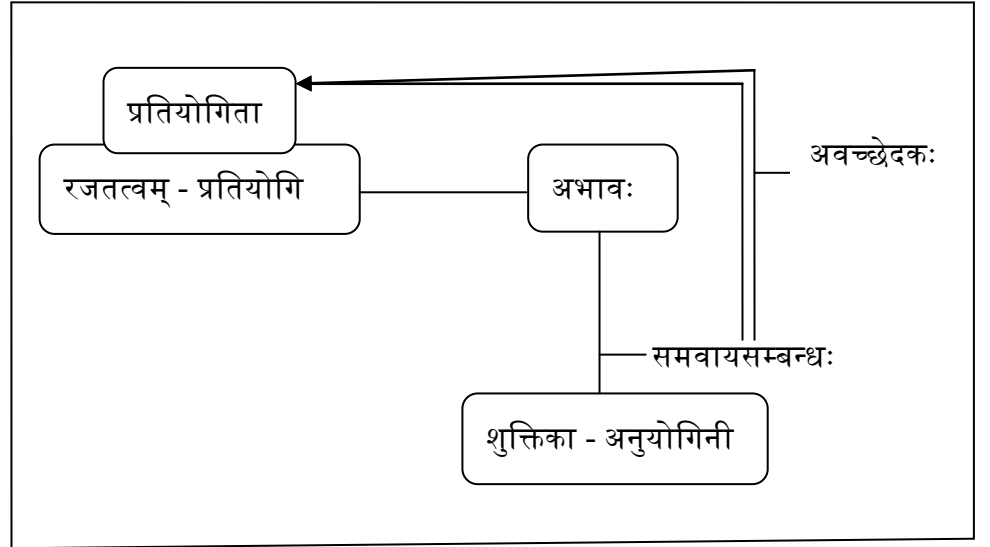 प्रतियोगिता
अवच्छेदकः
रजतत्वम् - प्रतियोगि
अभावः
समवायसम्बन्धः
शुक्तिका - अनुयोगिनी